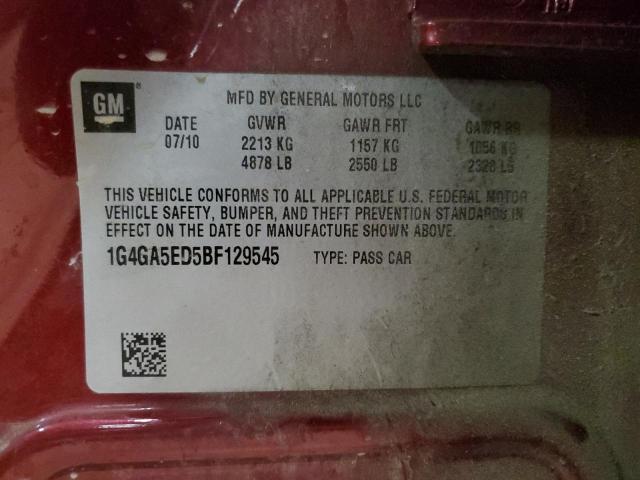 GM®
MFD BY GENERAL MOTORS LLC
DATE GVWR GAWR FRT GAWR RR
07/10 2213 KG 1157 KG 1056 KG
4878 LB 2550 LB 2328 LB
THIS VEHICLE CONFORMS TO ALL APPLICABLE U.S. FEDERAL MOTOR
VEHICLE SAFETY, BUMPER, AND THEFT PREVENTION STANDARDS IN
EFFECT ON THE DATE OF MANUFACTURE SHOWN ABOVE.
1G4GA5ED5BF129545 TYPE: PASS CAR